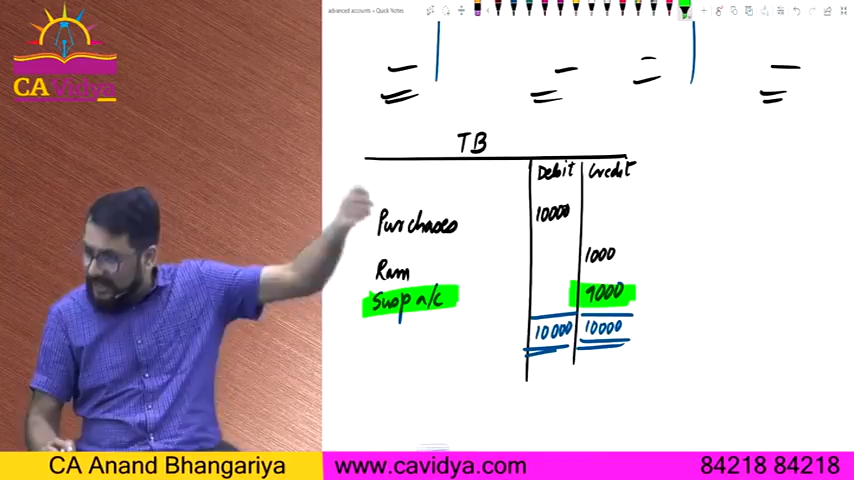 advanced accounts • Quick Notes
CA Vidya
TB
Debit Credit
Purchases 10000
Ram 1000
Susp a/c 9000
10000 10000
CA Anand Bhangariya www.cavidya.com 84218 84218